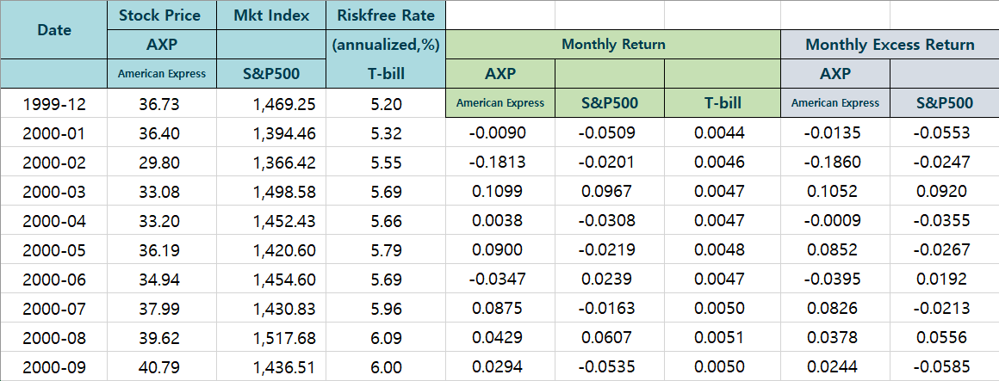 Date Stock Price Mkt Index Riskfree Rate
AXP (annualized,%) Monthly Return Monthly Excess Return
American Express S&P500 T-bill AXP AXP
1999-12 36.73 1,469.25 5.20 American Express S&P500 T-bill American Express S&P500
2000-01 36.40 1,394.46 5.32 -0.0090 -0.0509 0.0044 -0.0135 -0.0553
2000-02 29.80 1,366.42 5.55 -0.1813 -0.0201 0.0046 -0.1860 -0.0247
2000-03 33.08 1,498.58 5.69 0.1099 0.0967 0.0047 0.1052 0.0920
2000-04 33.20 1,452.43 5.66 0.0038 -0.0308 0.0047 -0.0009 -0.0355
2000-05 36.19 1,420.60 5.79 0.0900 -0.0219 0.0048 0.0852 -0.0267
2000-06 34.94 1,454.60 5.69 -0.0347 0.0239 0.0047 -0.0395 0.0192
2000-07 37.99 1,430.83 5.96 0.0875 -0.0163 0.0050 0.0826 -0.0213
2000-08 39.62 1,517.68 6.09 0.0429 0.0607 0.0051 0.0378 0.0556
2000-09 40.79 1,436.51 6.00 0.0294 -0.0535 0.0050 0.0244 -0.0585